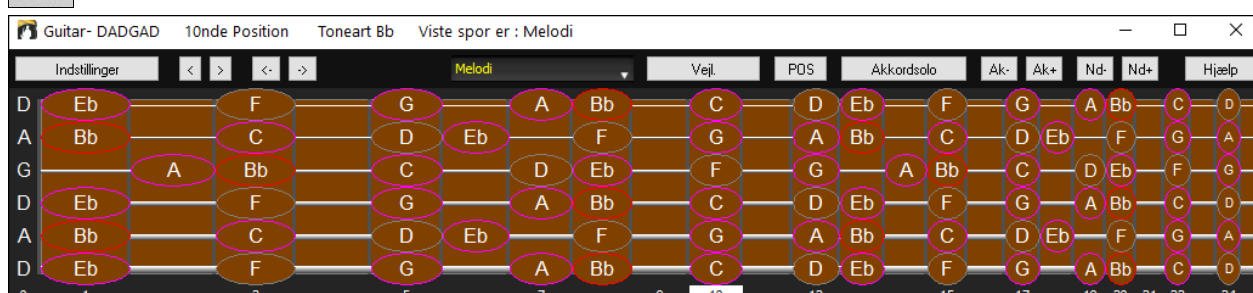 Guitar- DADGAD 10nde Position Toneart Bb Viste spor er : Melodi
Indstillinger < > <- -> Melodi Vejl. POS Akkordsolo Ak- Ak+ Nd- Nd+ Hjælp
D Eb F G A Bb C D Eb F G A Bb C D
A Bb C D Eb F G A Bb C D Eb F G A
G A Bb C D Eb F G A Bb C D Eb F G
D Eb F G A Bb C D Eb F G A Bb C D
A Bb C D Eb F G A Bb C D Eb F G A
D Eb F G A Bb C D Eb F G A Bb C D